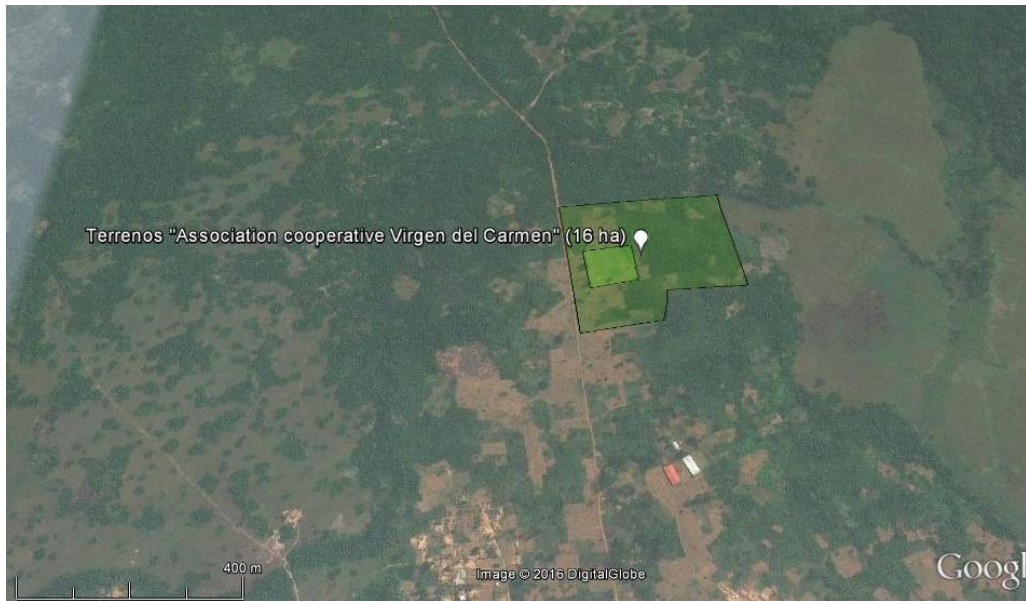 Terrenos "Association cooperative Virgen del Carmen" (16 ha)
400 m
Image © 2016 DigitalGlobe
Googl